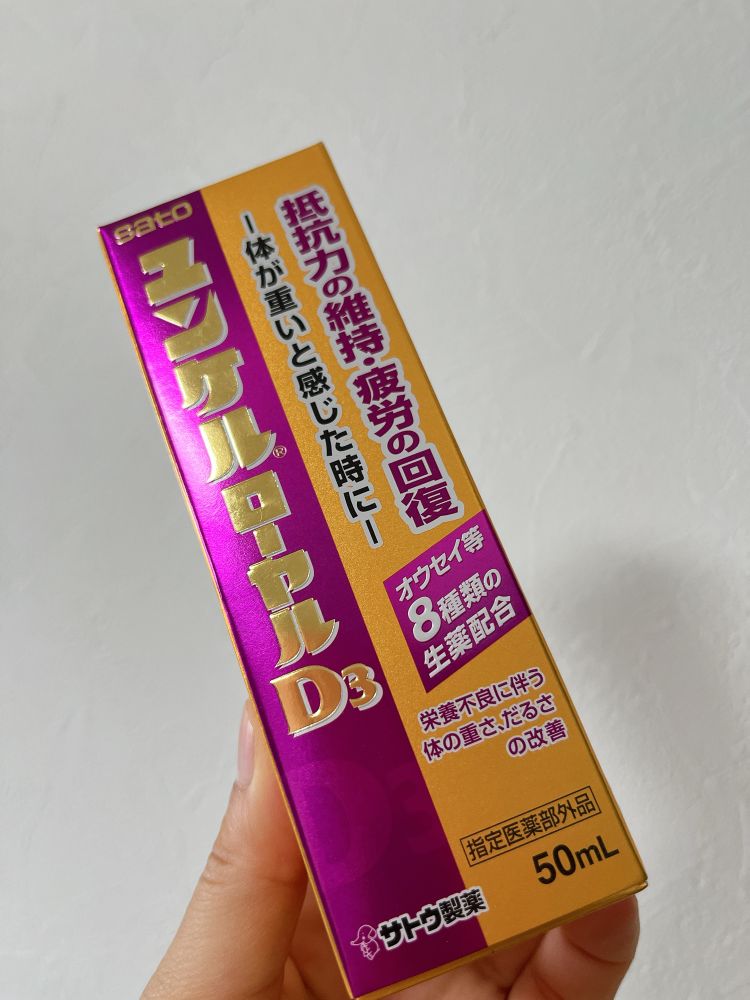 sato
ユンケル®ローヤルD3
抵抗力の維持・疲労の回復
ー体が重いと感じた時にー
オウセイ等
8種類の
生薬配合
栄養不良に伴う
体の重さ、だるさ
の改善
指定医薬部外品
50mL
サトウ製薬
D3